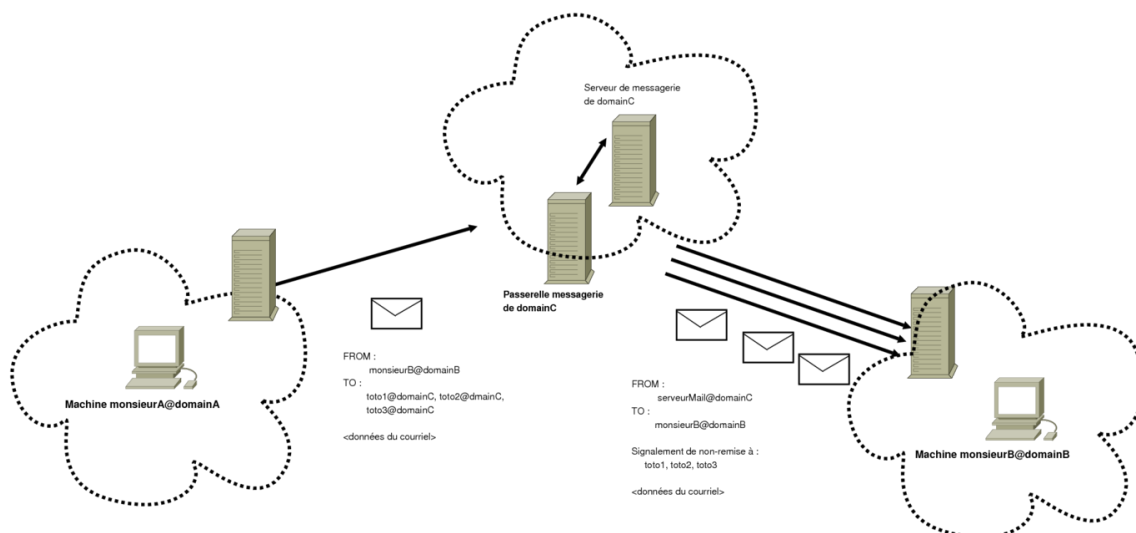 Serveur de messagerie
de domainC
Passerelle messagerie
de domainC
Machine monsieurA@domainA
FROM :
monsieurB@domainB
TO :
toto1@domainC, toto2@dmainC,
toto3@domainC
<données du courriel>
FROM :
serveurMail@domainC
TO :
monsieurB@domainB
Signalement de non-remise à :
toto1, toto2, toto3
<données du courriel>
Machine monsieurB@domainB